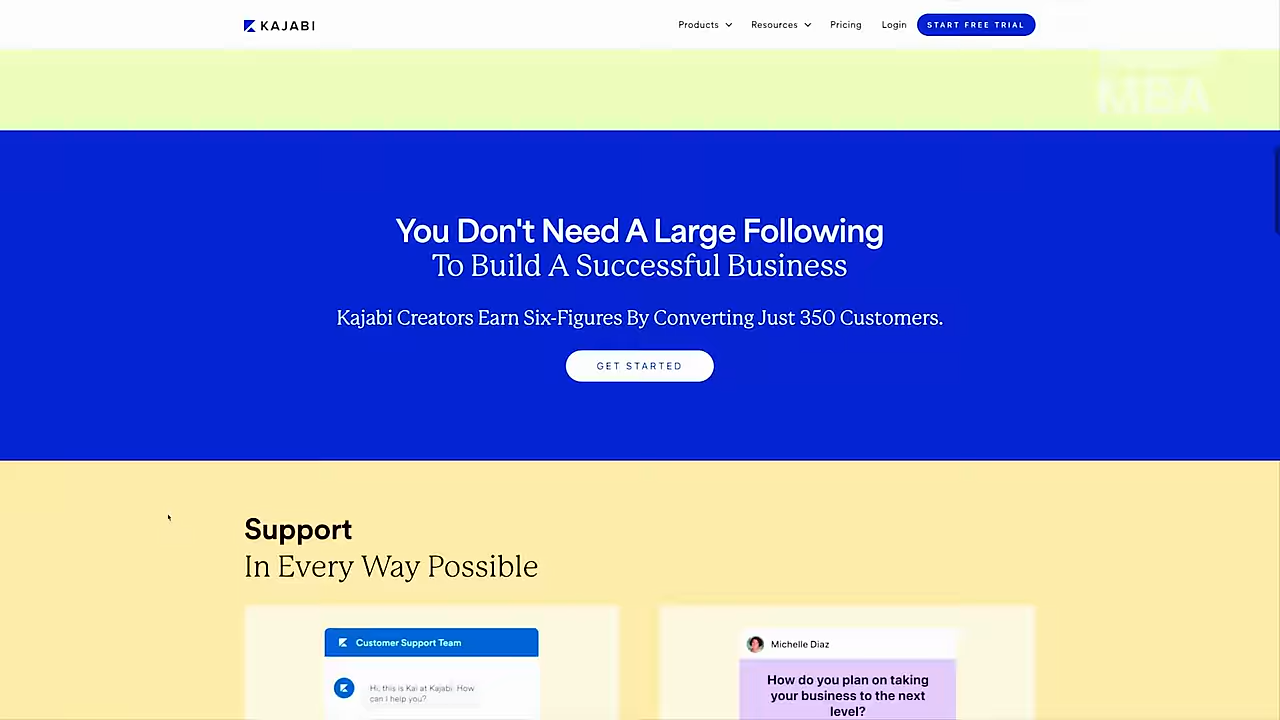 KAJABI
Products
Resources
Pricing
Login
START FREE TRIAL
MBA
You Don't Need A Large Following
To Build A Successful Business
Kajabi Creators Earn Six-Figures By Converting Just 350 Customers.
GET STARTED
Support
In Every Way Possible
Customer Support Team
Hi, this is Kai at Kajabi. How
can I help you?
Michelle Diaz
How do you plan on taking
your business to the next
level?